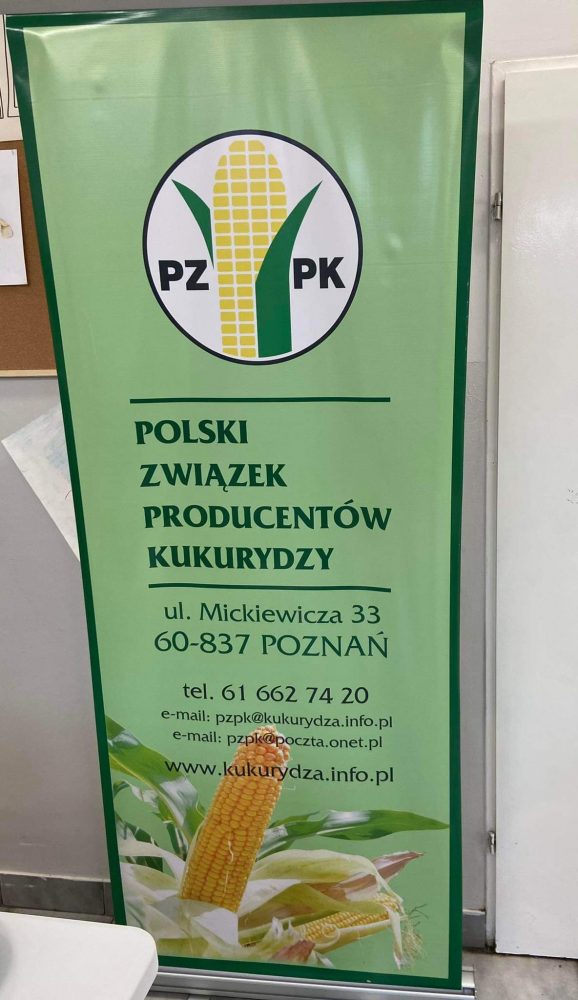 PZ PK
POLSKI
ZWIĄZEK
PRODUCENTÓW
KUKURYDZY
ul. Mickiewicza 33
60-837 POZNAŃ
tel. 61 662 74 20
e-mail: pzpk@kukurydza.info.pl
e-mail: pzpk@poczta.onet.pl
www.kukurydza.info.pl